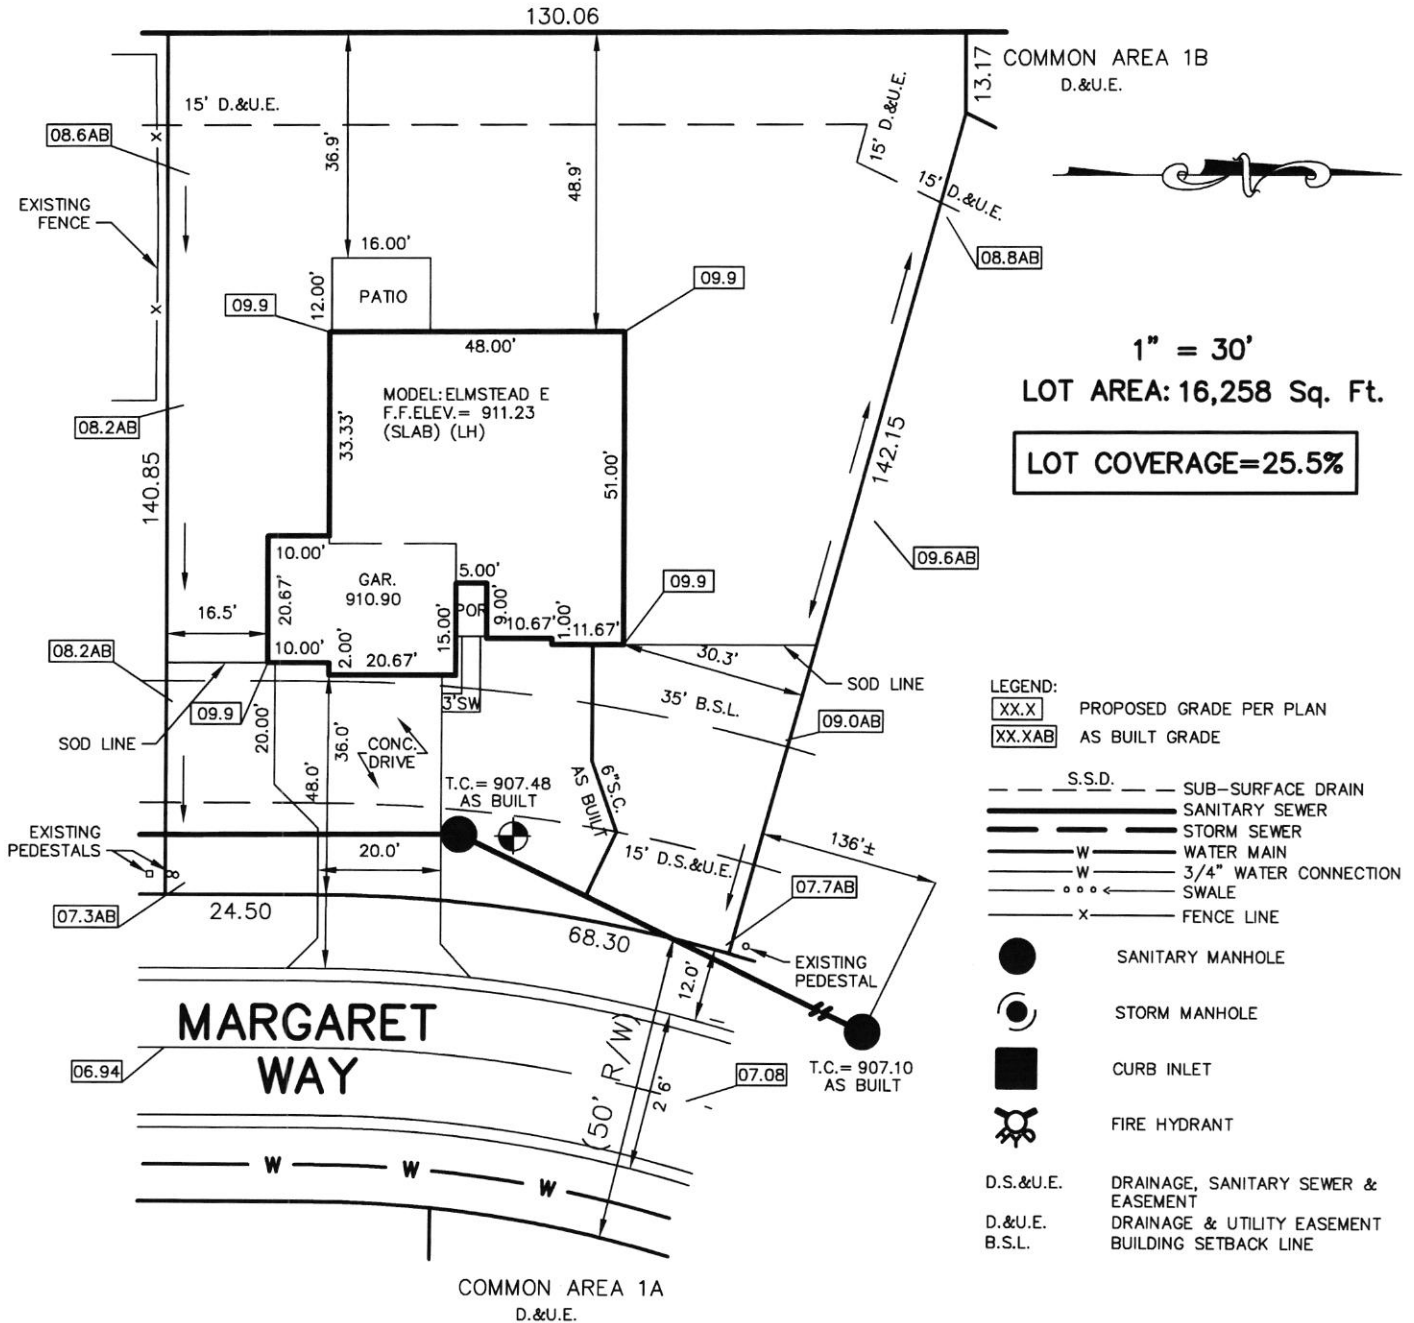 130.06
COMMON AREA 1B
D.&U.E.
13.17
15' D.&U.E.
15' D.&U.E.
15' D.&U.E.
08.6AB
36.9'
48.9'
N
EXISTING
FENCE
X
X
16.00'
12.00'
PATIO
09.9
09.9
08.8AB
48.00'
1" = 30'
LOT AREA: 16,258 Sq. Ft.
LOT COVERAGE=25.5%
MODEL: ELMSTEAD E
F.F.ELEV.= 911.23
(SLAB) (LH)
33.33'
51.00'
08.2AB
140.85
142.15
10.00'
GAR.
910.90
5.00'
POR
9.00'
15.00'
10.67'
1.00'
11.67'
20.67'
16.5'
10.00'
2.00'
20.67'
09.9
09.6AB
08.2AB
30.3'
SOD LINE
35' B.S.L.
3'SW
09.9
09.0AB
SOD LINE
20.00'
36.0'
48.0'
CONC.
DRIVE
T.C.= 907.48
AS BUILT
6"S.C.
AS BUILT
EXISTING
PEDESTALS
20.0'
15' D.S.&U.E.
136'±
07.7AB
07.3AB
24.50
68.30
EXISTING
PEDESTAL
12.0'
MARGARET
WAY
(50' R/W)
26'
06.94
07.08
T.C.= 907.10
AS BUILT
W
W
W
COMMON AREA 1A
D.&U.E.
LEGEND:
XX.X PROPOSED GRADE PER PLAN
XX.XAB AS BUILT GRADE
S.S.D. SUB-SURFACE DRAIN
SANITARY SEWER
STORM SEWER
W WATER MAIN
W 3/4" WATER CONNECTION
SWALE
X FENCE LINE
SANITARY MANHOLE
STORM MANHOLE
CURB INLET
FIRE HYDRANT
D.S.&U.E. DRAINAGE, SANITARY SEWER &
EASEMENT
D.&U.E. DRAINAGE & UTILITY EASEMENT
B.S.L. BUILDING SETBACK LINE